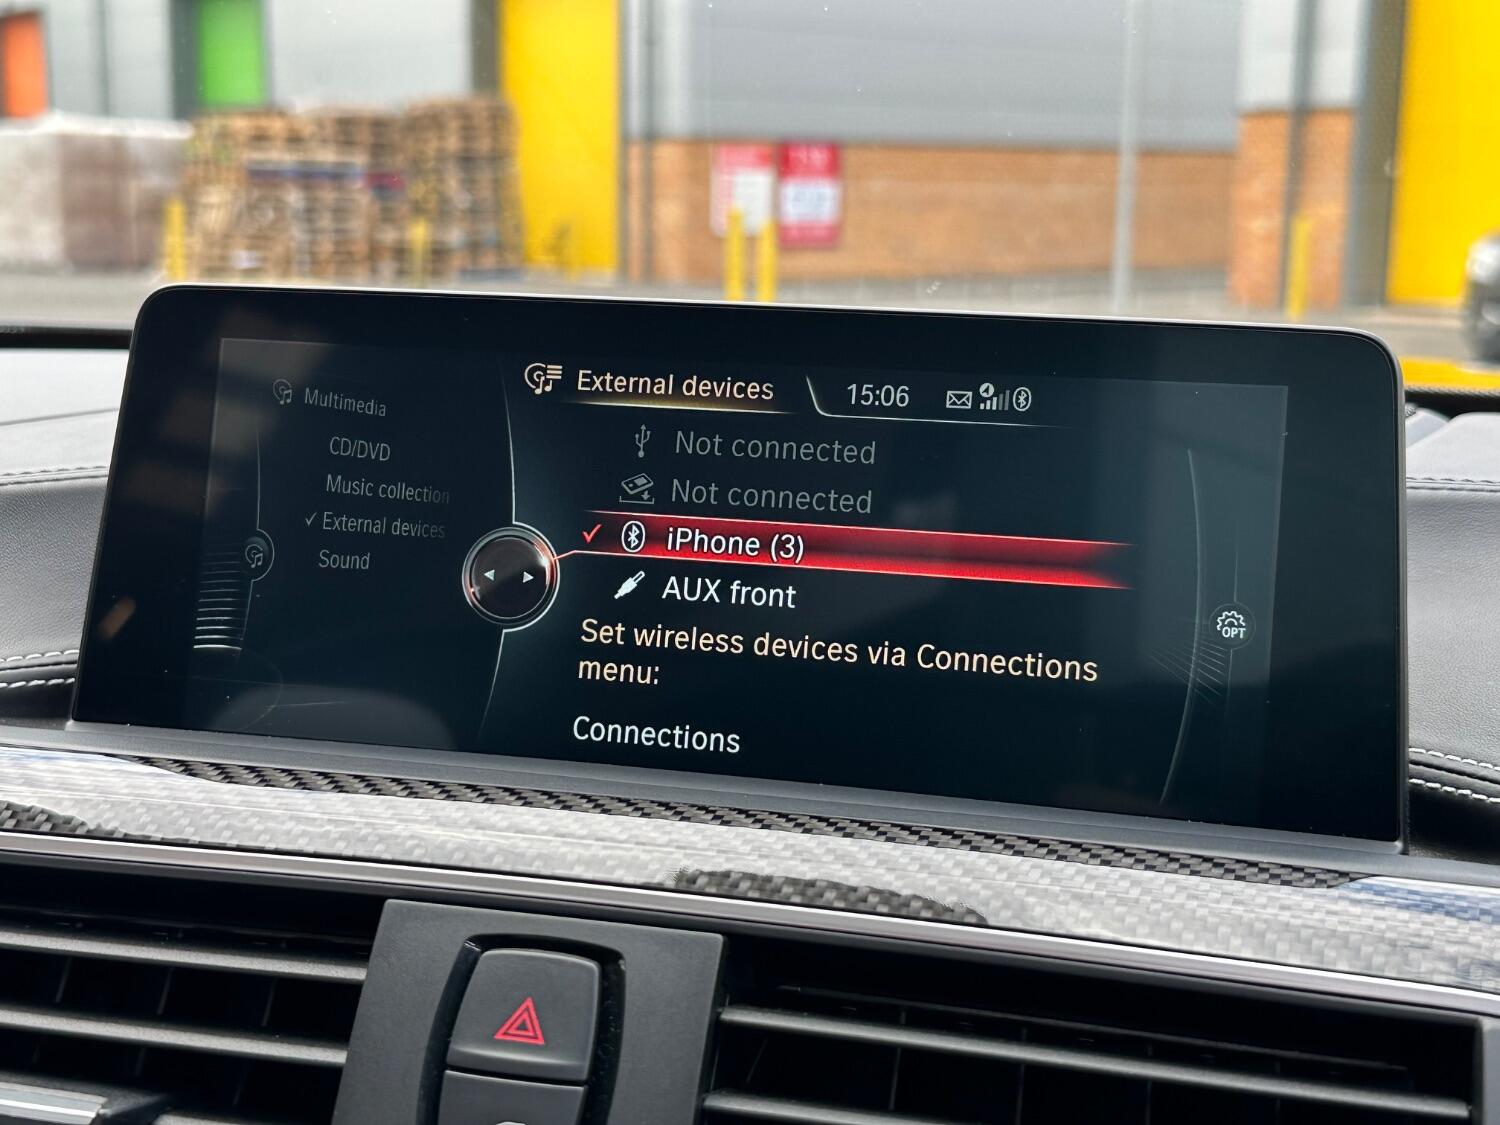 External devices
15:06
Multimedia
CD/DVD
Music collection
External devices
Sound
Not connected
Not connected
iPhone (3)
AUX front
Set wireless devices via Connections
menu:
Connections
OPT